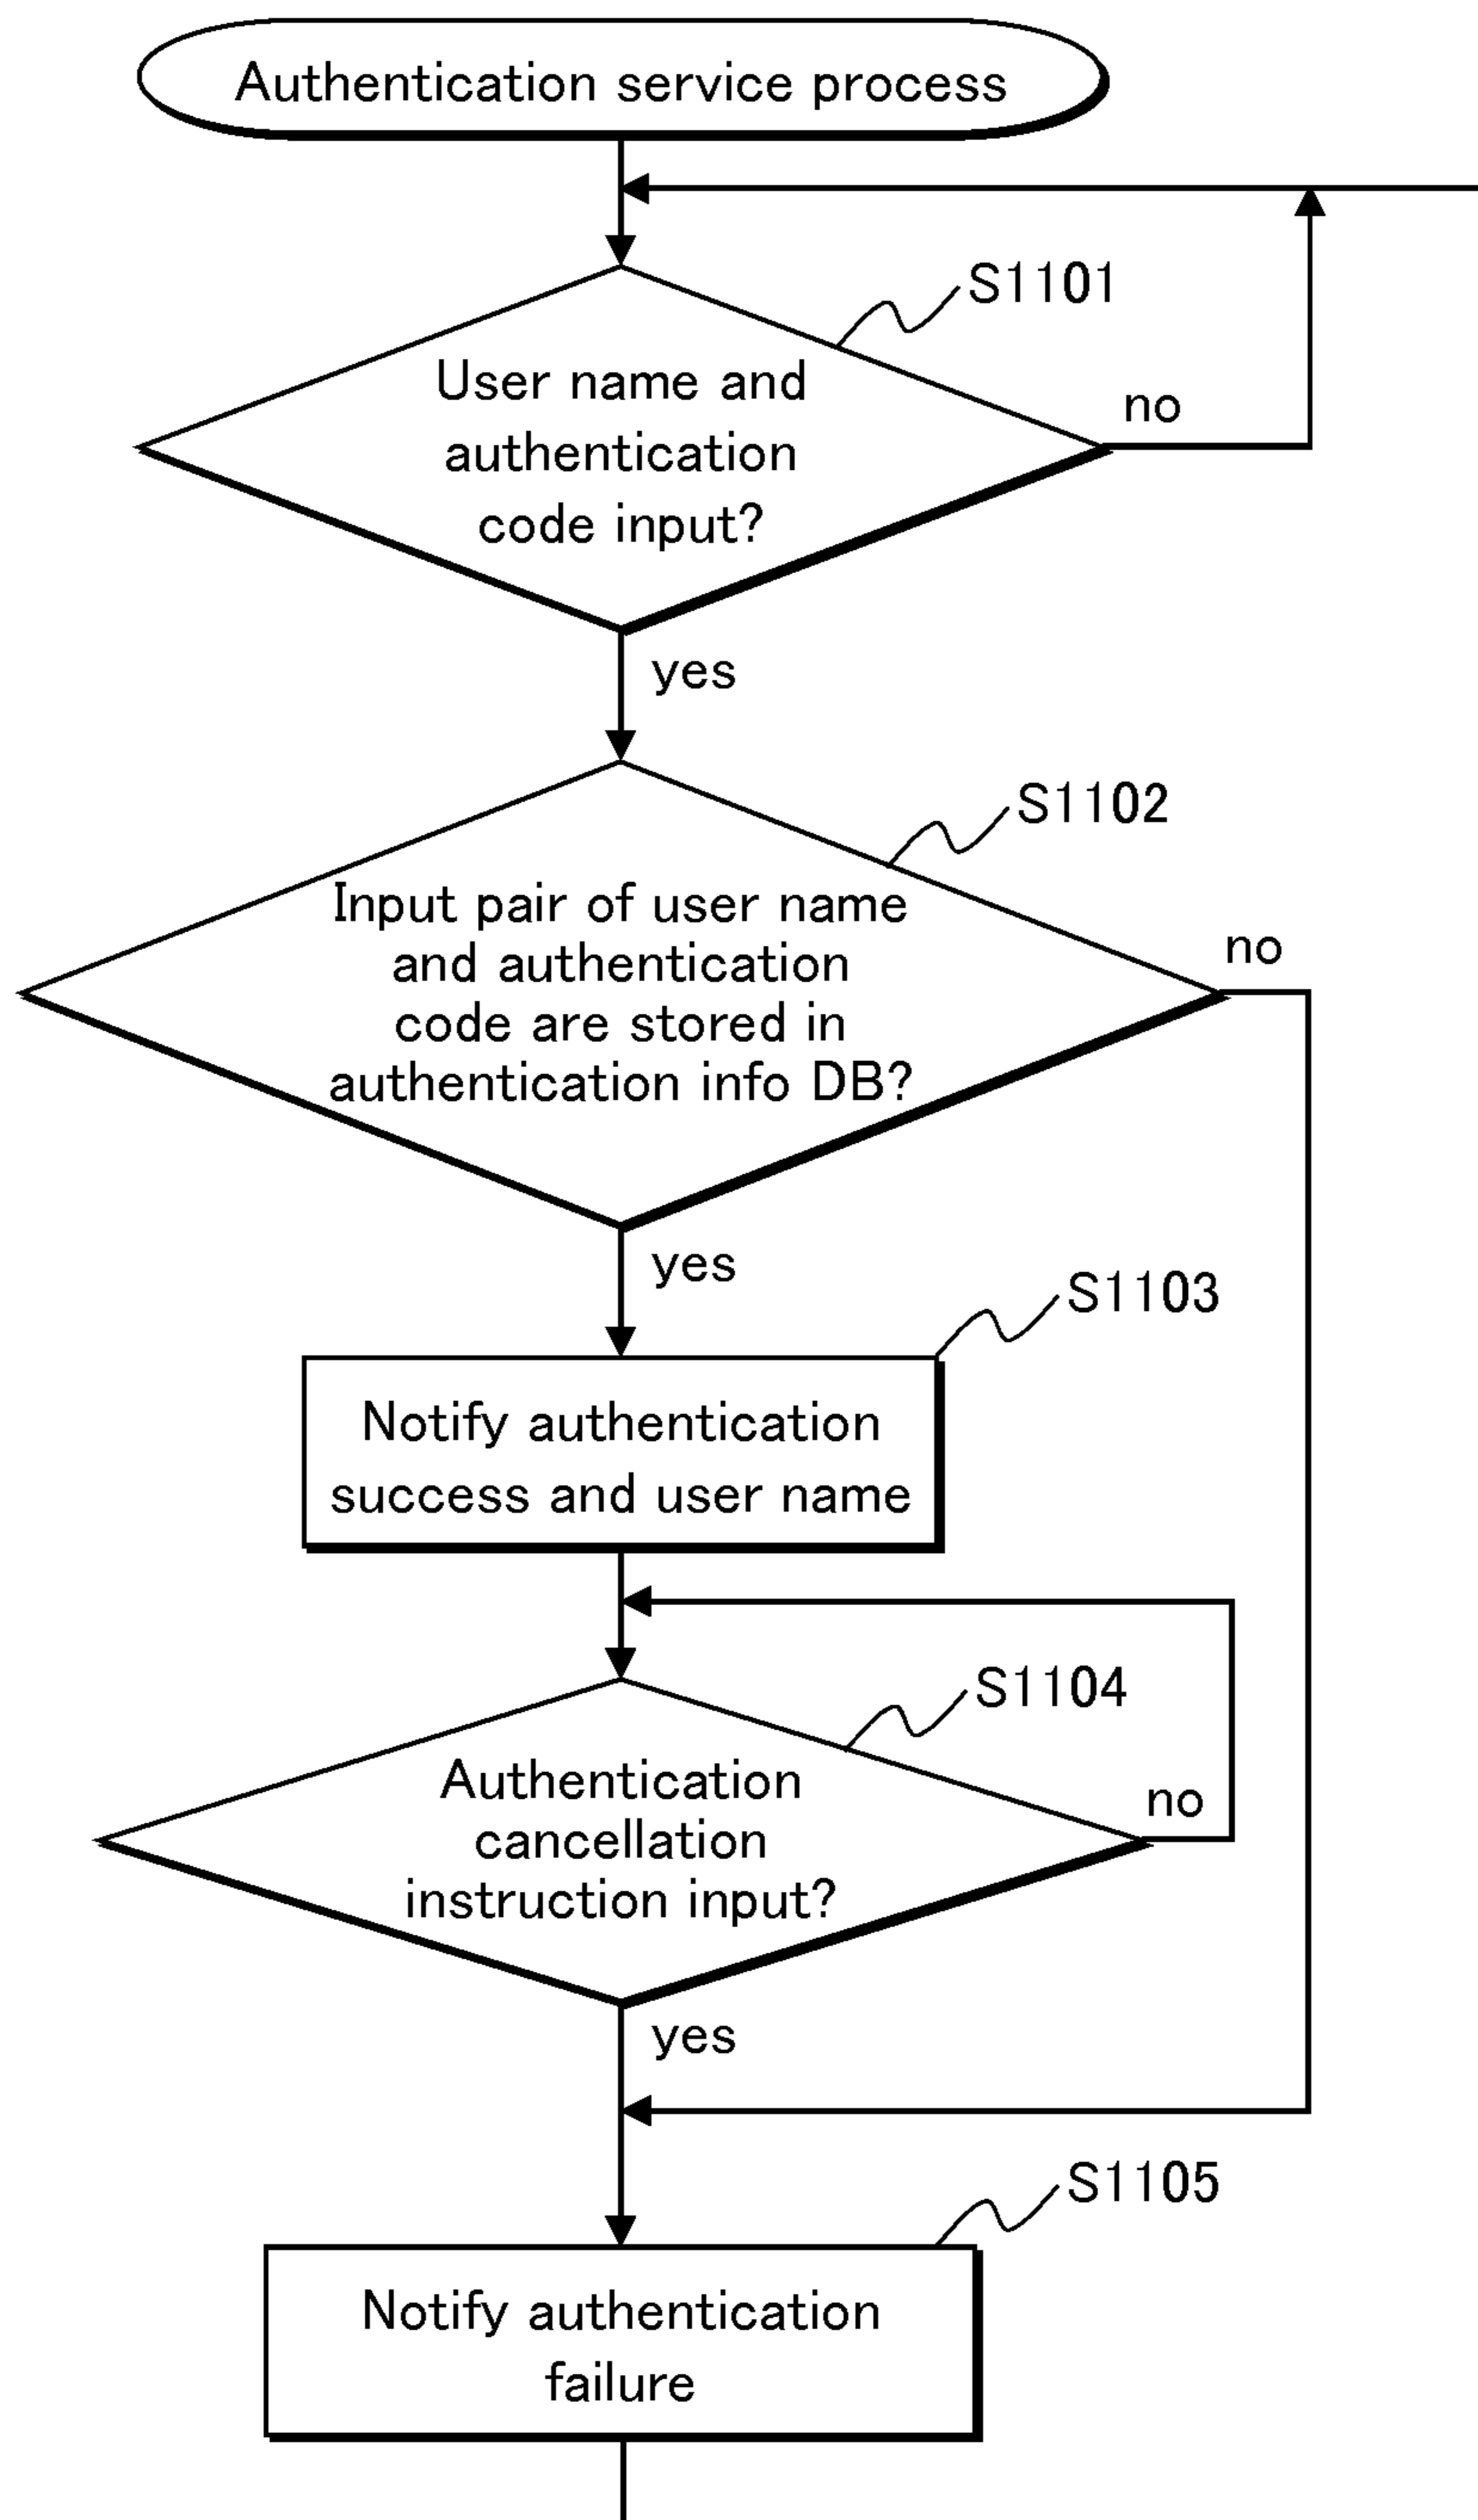 Authentication service process
S1101
User name and
authentication
code input?
no
yes
S1102
Input pair of user name
and authentication
code are stored in
authentication info DB?
no
yes
S1103
Notify authentication
success and user name
S1104
Authentication
cancellation
instruction input?
no
yes
S1105
Notify authentication
failure